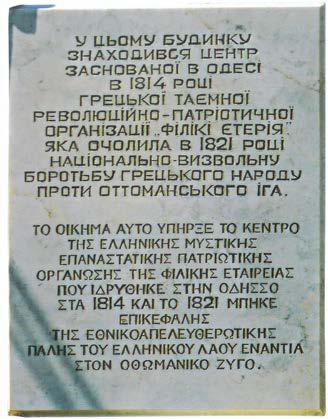 У ЦЬОМУ БУДИНКУ
ЗНАХОДИВСЯ ЦЕНТР
ЗАСНОВАНОЇ В ОДЕСІ
В 1814 РОЦІ
ГРЕЦЬКОЇ ТАЕМНОЇ
РЕВОЛЮЦІЙНО-ПАТРІОТИЧНОЇ
ОРГАНІЗАЦІЇ „ФІЛІКІ ЕТЕРІЯ"
ЯКА ОЧОЛИЛА В 1821 РОЦІ
НАЦІОНАЛЬНО-ВИЗВОЛЬНУ
БОРОТЬБУ ГРЕЦЬКОГО НАРОДУ
ПРОТИ ОТТОМАНСЬКОГО ІГА.
ΤΟ ΟΙΚΗΜΑ ΑΥΤΟ ΥΠΗΡΞΕ ΤΟ ΚΕΝΤΡΟ
ΤΗΣ ΕΛΛΗΝΙΚΗΣ ΜΥΣΤΙΚΗΣ
ΕΠΑΝΑΣΤΑΤΙΚΗΣ ΠΑΤΡΙΩΤΙΚΗΣ
ΟΡΓΑΝΩΣΗΣ ΤΗΣ ΦΙΛΙΚΗΣ ΕΤΑΙΡΕΙΑΣ
ΠΟΥ ΙΔΡΥΘΗΚΕ ΣΤΗΝ ΟΔΗΣΣΟ
ΣΤΑ 1814 ΚΑΙ ΤΟ 1821 ΜΠΗΚΕ
ΕΠΙΚΕΦΑΛΗΣ
ΤΗΣ ΕΘΝΙΚΟΑΠΕΛΕΥΘΕΡΩΤΙΚΗΣ
ΠΑΛΗΣ ΤΟΥ ΕΛΛΗΝΙΚΟΥ ΛΑΟΥ ΕΝΑΝΤΙΑ
ΣΤΟΝ ΟΘΩΜΑΝΙΚΟ ΖΥΓΟ.